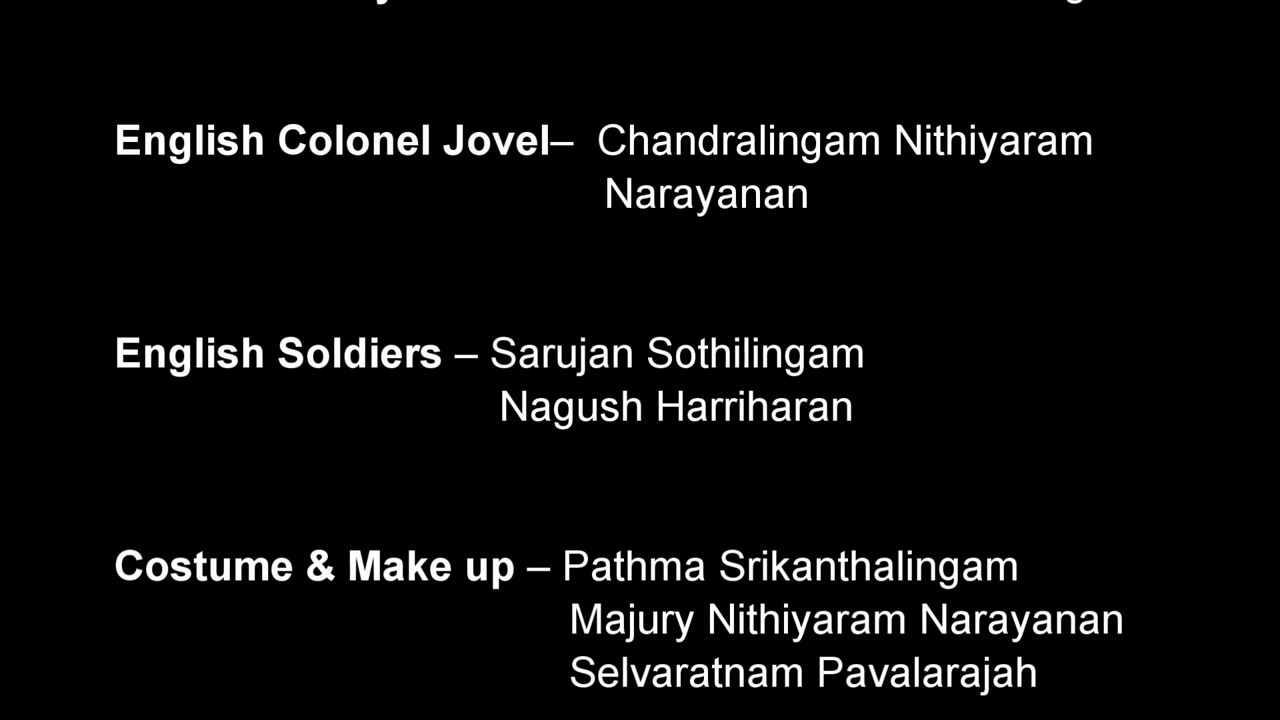 English Colonel Jovel– Chandralingam Nithiyaram
Narayanan
English Soldiers – Sarujan Sothilingam
Nagush Harriharan
Costume & Make up – Pathma Srikanthalingam
Majury Nithiyaram Narayanan
Selvaratnam Pavalarajah